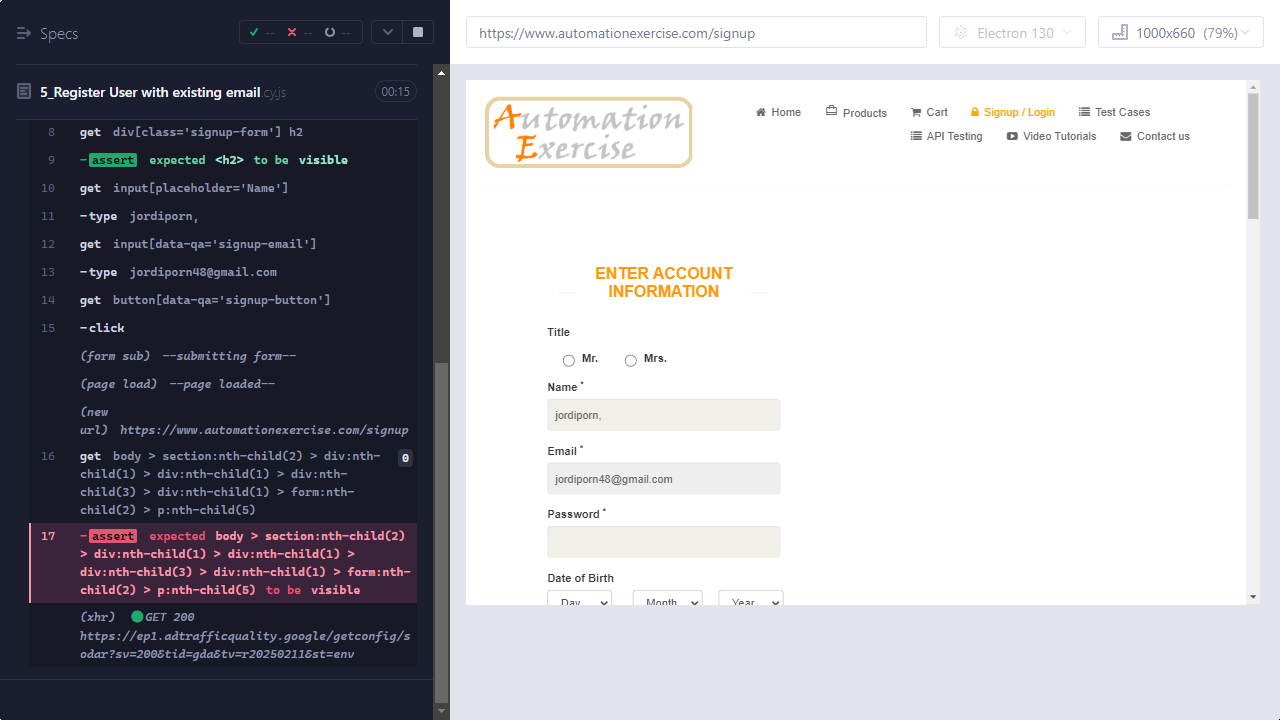 Specs
--
--
--
https://www.automationexercise.com/signup
Electron 130
1000x660 (79%)
5_Register User with existing email.cy.js
00:15
8 get div[class='signup-form'] h2
9 -assert expected <h2> to be visible
10 get input[placeholder='Name']
11 -type jordiporn,
12 get input[data-qa='signup-email']
13 -type jordiporn48@gmail.com
14 get button[data-qa='signup-button']
15 -click
(form sub) --submitting form--
(page load) --page loaded--
(new
url) https://www.automationexercise.com/signup
16 get body > section:nth-child(2) > div:nth- 0
child(1) > div:nth-child(1) > div:nth-
child(3) > div:nth-child(1) > form:nth-
child(2) > p:nth-child(5)
17 -assert expected body > section:nth-child(2)
> div:nth-child(1) > div:nth-child(1) >
div:nth-child(3) > div:nth-child(1) > form:nth-
child(2) > p:nth-child(5) to be visible
(xhr) GET 200
https://ep1.adtrafficquality.google/getconfig/s
odar?sv=200&tid=gda&tv=r20250211&st=env
Automation
Exercise
Home Products Cart Signup / Login Test Cases
API Testing Video Tutorials Contact us
ENTER ACCOUNT
INFORMATION
Title
Mr. Mrs.
Name *
jordiporn,
Email *
jordiporn48@gmail.com
Password *
Date of Birth
Day Month Year